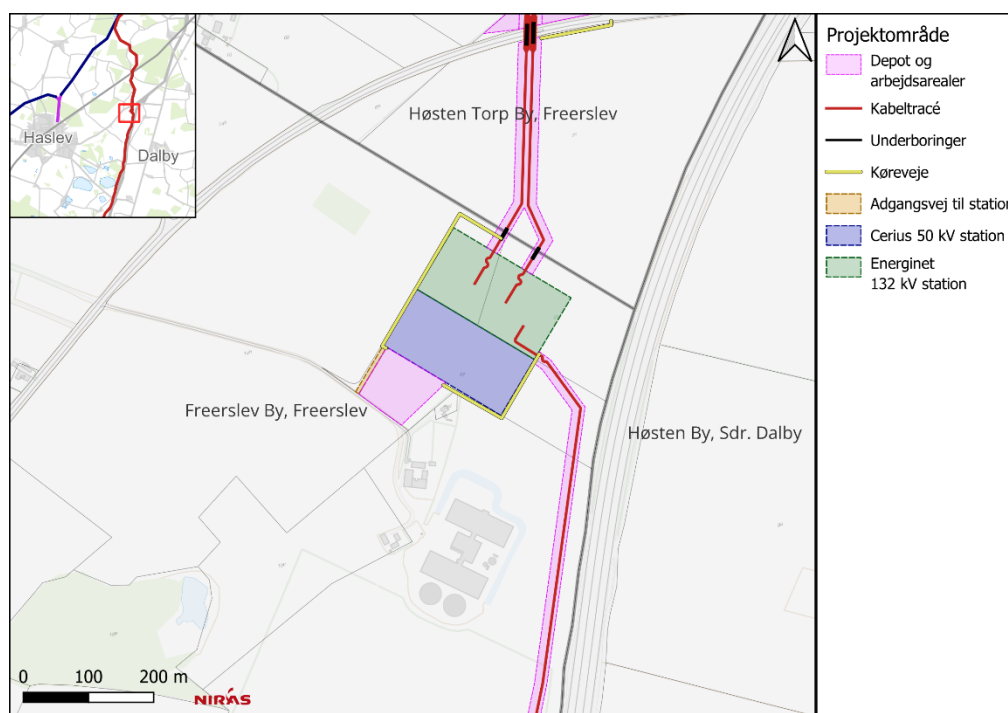 Haslev
Dalby
Høsten Torp By, Freerslev
Freerslev By, Freerslev
Høsten By, Sdr. Dalby
0 100 200 m
NIRAS
Projektområde
Depot og
arbejdsarealer
Kabeltracé
Underboringer
Køreveje
Adgangsvej til station
Cerius 50 kV station
Energinet
132 kV station